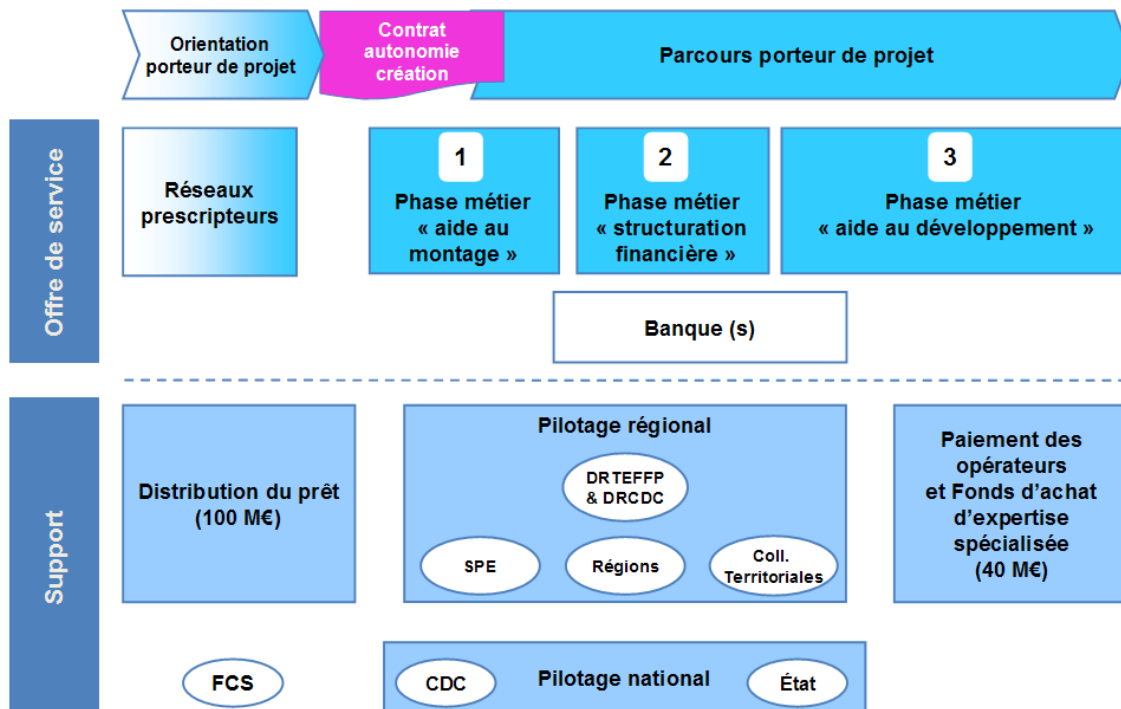 Orientation
porteur de projet
Contrat
autonomie
création
Parcours porteur de projet
Offre de service
Réseaux
prescripteurs
1
Phase métier
« aide au
montage »
2
Phase métier
« structuration
financière »
3
Phase métier
« aide au développement »
Banque (s)
Support
Distribution du prêt
(100 M€)
Pilotage régional
DRTEFFP
& DRCDC
SPE
Régions
Coll.
Territoriales
Paiement des
opérateurs
et Fonds d'achat
d'expertise
spécialisée
(40 M€)
FCS
CDC
Pilotage national
État